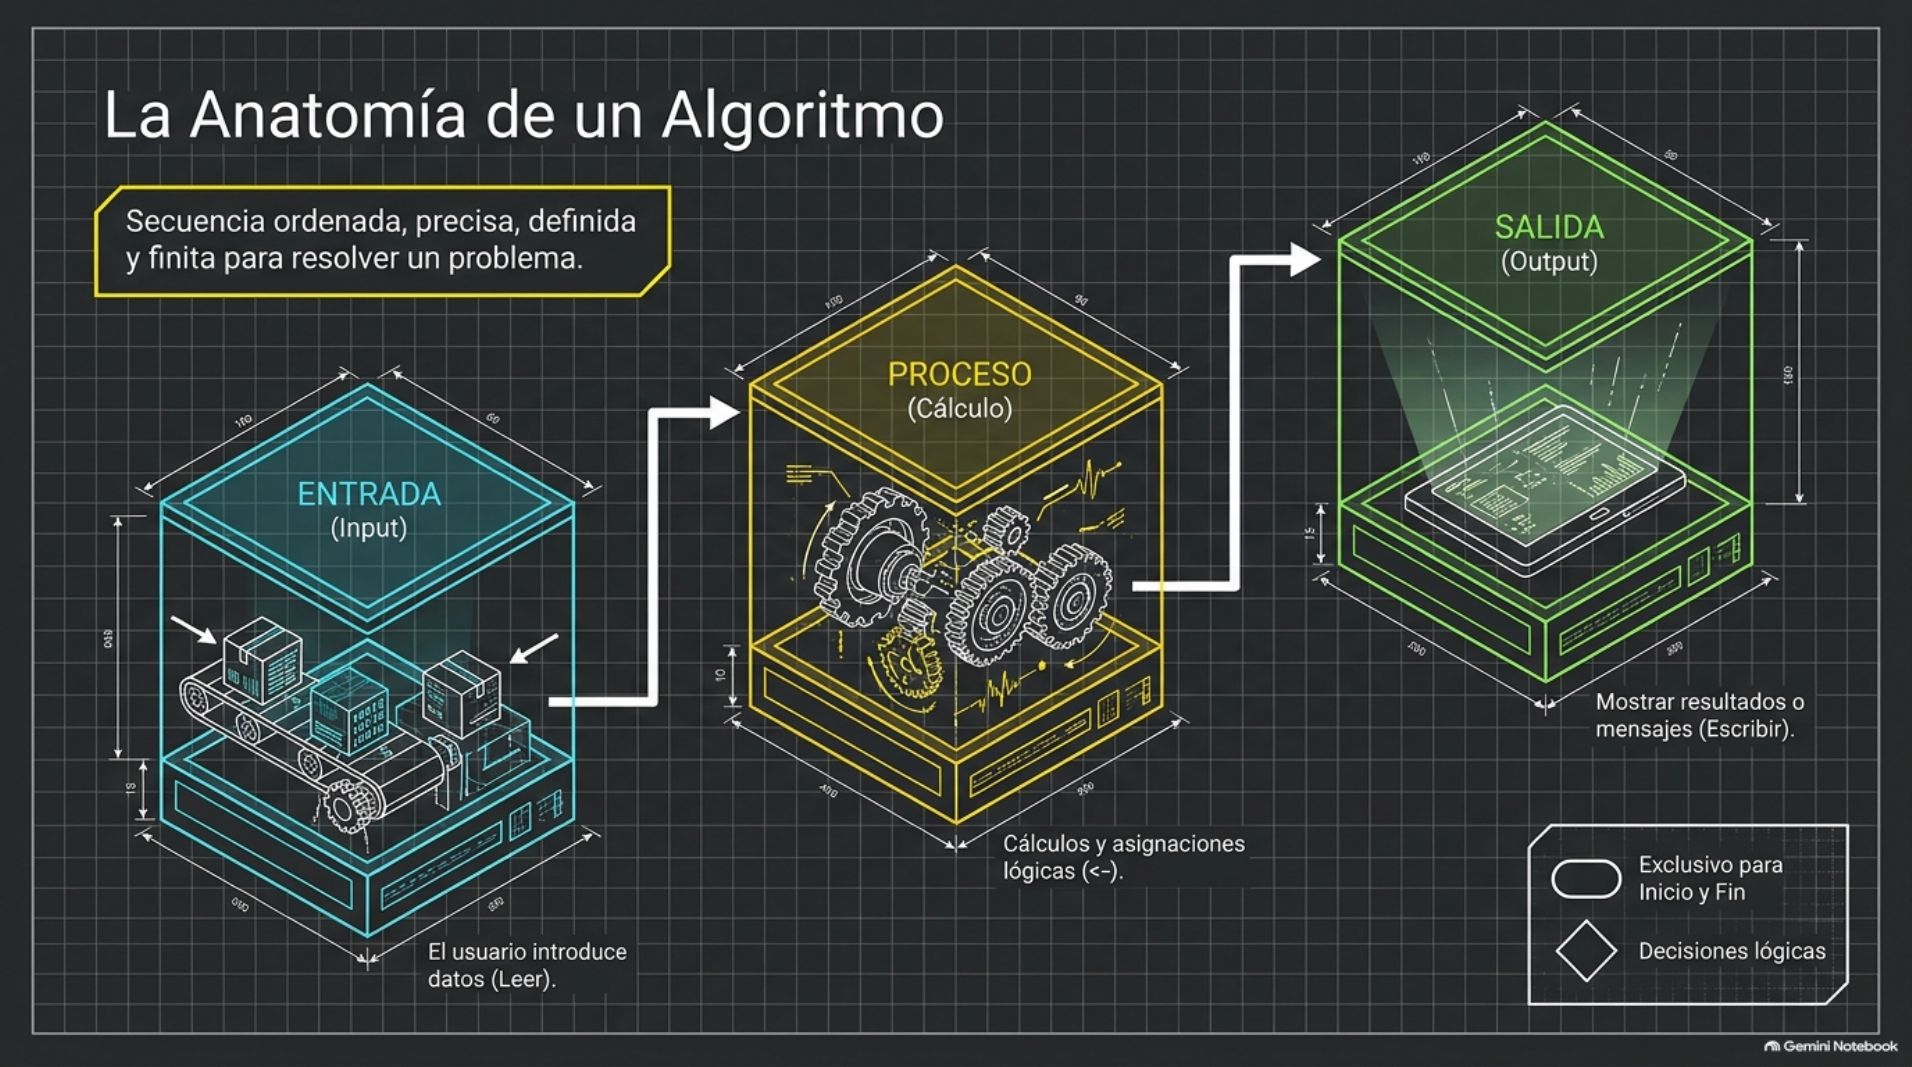 La Anatomía de un Algoritmo
Secuencia ordenada, precisa, definida
y finita para resolver un problema.
ENTRADA
(Input)
El usuario introduce
datos (Leer).
PROCESO
(Cálculo)
Cálculos y asignaciones
lógicas (<-).
SALIDA
(Output)
Mostrar resultados o
mensajes (Escribir).
Exclusivo para
Inicio y Fin
Decisiones lógicas
Gemini Notebook